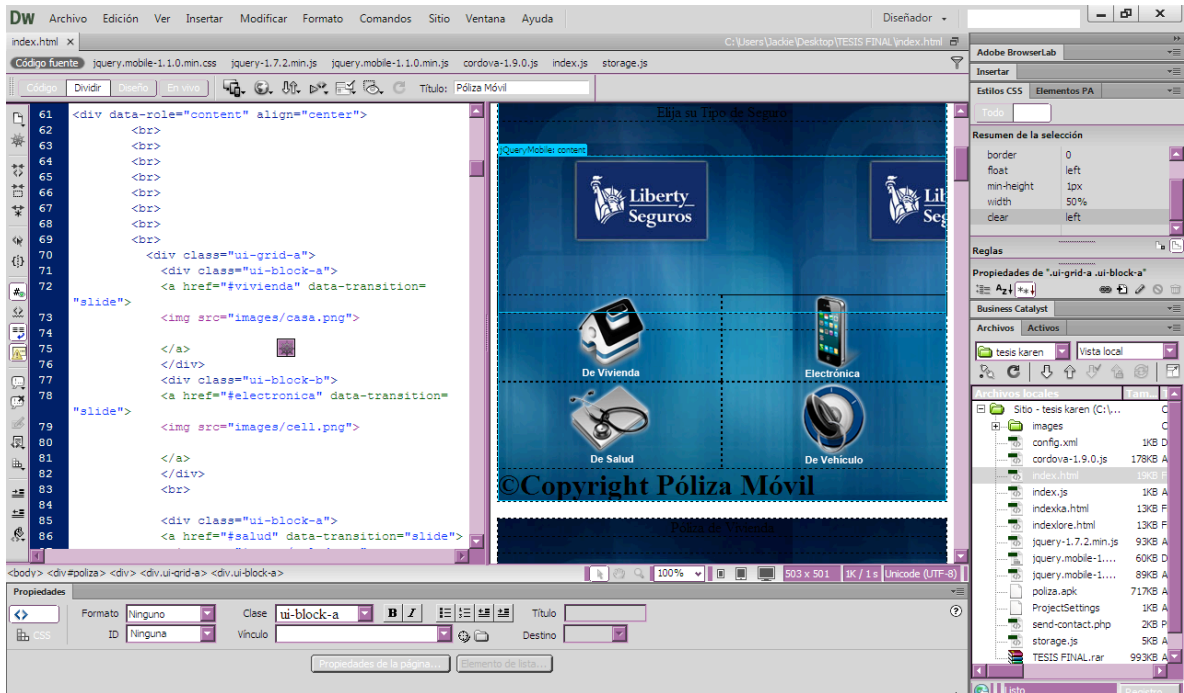 DW Archivo Edición Ver Insertar Modificar Formato Comandos Sitio Ventana Ayuda Diseñador
index.html × C:\Users\Jackie\Desktop\TESIS FINAL\index.html
Código fuente jquery.mobile-1.1.0.min.css jquery-1.7.2.min.js jquery.mobile-1.1.0.min.js cordova-1.9.0.js index.js storage.js
Código Dividir Diseño En vivo Título: Póliza Móvil
61 <div data-role="content" align="center">
62 <br>
63 <br>
64 <br>
65 <br>
66 <br>
67 <br>
68 <br>
69 <br>
70 <div class="ui-grid-a">
71 <div class="ui-block-a">
72 <a href="#vivienda" data-transition=
"slide">
73 <img src="images/casa.png">
74
75 </a>
76 </div>
77 <div class="ui-block-b">
78 <a href="#electronica" data-transition=
"slide">
79 <img src="images/cell.png">
80
81 </a>
82 </div>
83 <br>
84
85 <div class="ui-block-a">
86 <a href="#salud" data-transition="slide">
Elija su Tipo de Seguro
jQueryMobile: content
Liberty
Seguros
Lib
Seg
De Vivienda Electrónica
De Salud De Vehículo
©Copyright Póliza Móvil
Póliza de Vivienda
<body> <div#poliza> <div> <div.ui-grid-a> <div.ui-block-a> 100% 503 x 501 1K / 1 s Unicode (UTF-8)
Propiedades
<> Formato Ninguno Clase ui-block-a B I Título
CSS ID Ninguna Vínculo Destino
Propiedades de la página... Elemento de lista...
Adobe BrowserLab
Insertar
Estilos CSS Elementos PA
Todo
Resumen de la selección
border 0
float left
min-height 1px
width 50%
clear left
Reglas
Propiedades de ".ui-grid-a .ui-block-a"
Business Catalyst
Archivos Activos
tesis karen Vista local
Archivos locales Tam... T
Sitio - tesis karen (C:\... C
images C
config.xml 1KB D
cordova-1.9.0.js 178KB A
index.html 19KB F
index.js 1KB A
indexka.html 13KB F
indexlore.html 13KB F
jquery-1.7.2.min.js 93KB A
jquery.mobile-1.... 60KB D
jquery.mobile-1.... 89KB A
poliza.apk 717KB A
ProjectSettings 1KB A
send-contact.php 2KB P
storage.js 5KB A
TESIS FINAL.rar 993KB A
Listo Registro...